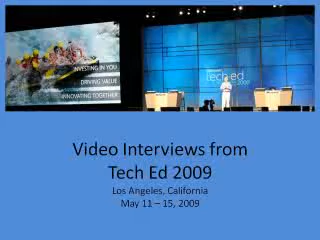 INVESTING IN YOU
DRIVING VALUE
INNOVATING TOGETHER
tech·ed
2009
Video Interviews from
Tech Ed 2009
Los Angeles, California
May 11 – 15, 2009